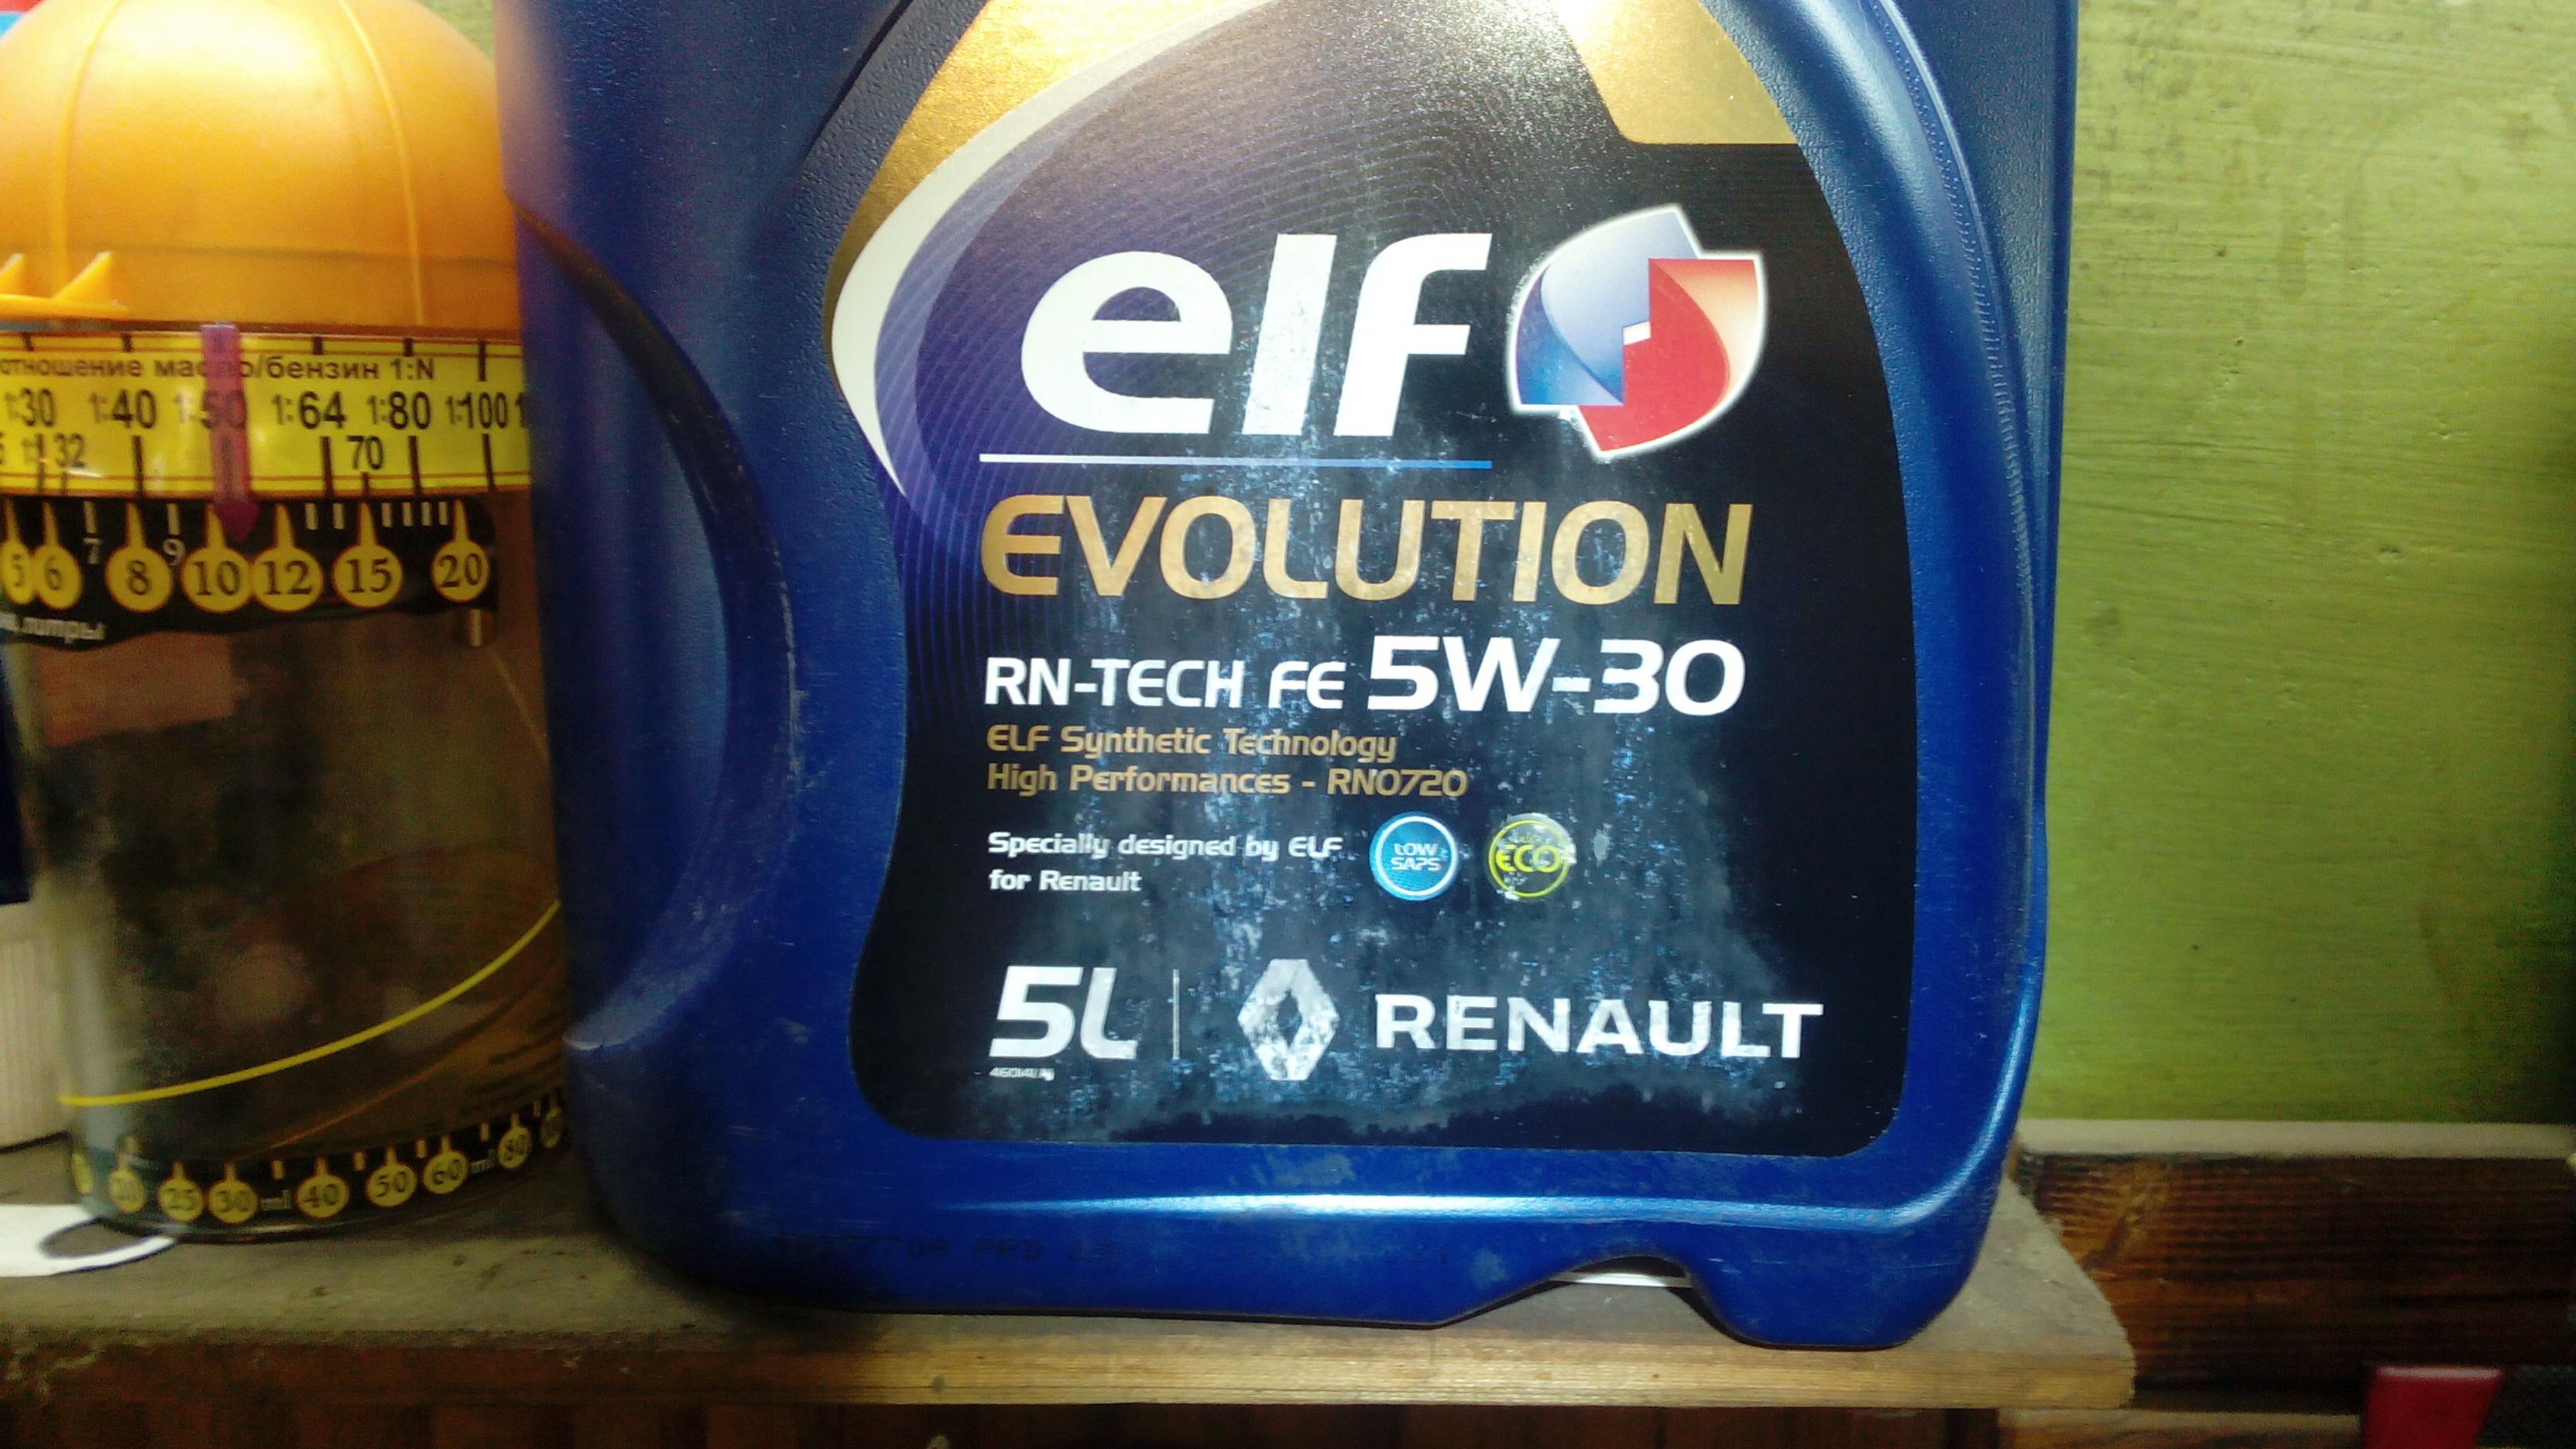 отношение масло/бензин 1:N
1:30 1:40 1:50 1:64 1:80 1:100
1:32 70
5 6 7 8 9 10 12 15 20
литры
25 30 ml 40 50 60 ml 80
elf
EVOLUTION
RN-TECH FE 5W-30
ELF Synthetic Technology
High Performances - RN0720
Specially designed by ELF
for Renault
LOW
SAPS
ECO
5L
RENAULT